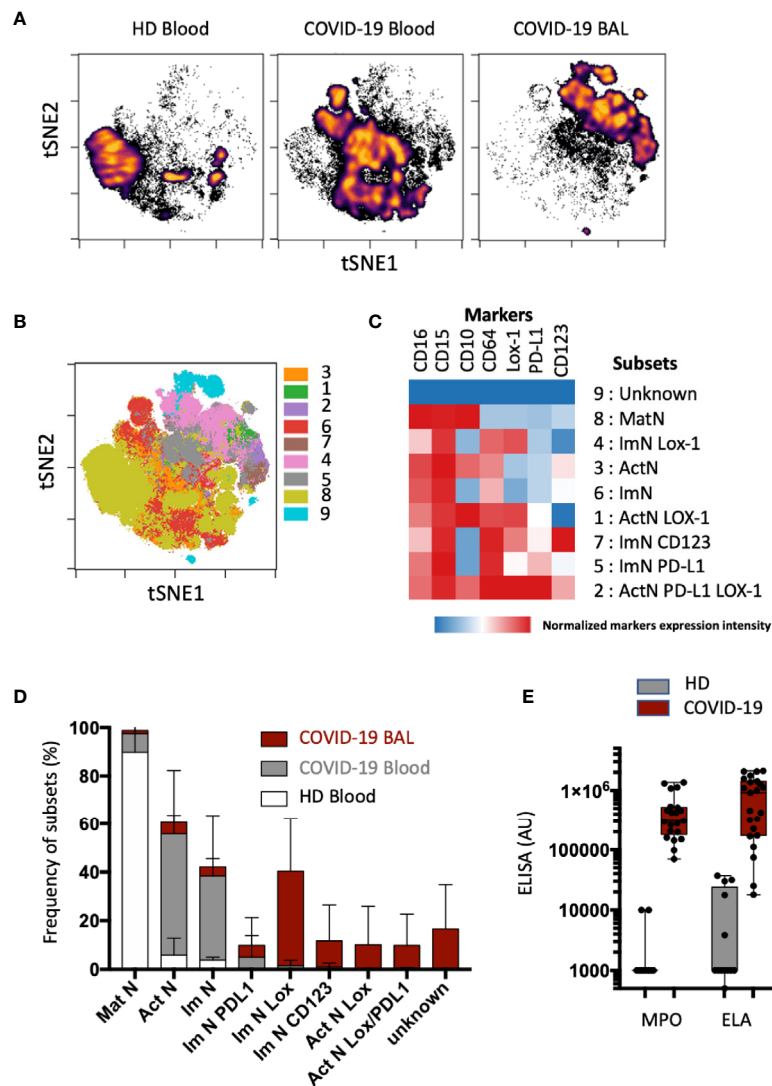 A
HD Blood
COVID-19 Blood
COVID-19 BAL
tSNE2
tSNE1
B
tSNE2
tSNE1
3
1
2
6
7
4
5
8
9
C
Markers
CD16
CD15
CD10
CD64
Lox-1
PD-L1
CD123
Subsets
9 : Unknown
8 : MatN
4 : ImN Lox-1
3 : ActN
6 : ImN
1 : ActN LOX-1
7 : ImN CD123
5 : ImN PD-L1
2 : ActN PD-L1 LOX-1
Normalized markers expression intensity
D
Frequency of subsets (%)
100
80
60
40
20
0
COVID-19 BAL
COVID-19 Blood
HD Blood
Mat N
Act N
Im N
Im N PDL1
Im N Lox
Im N CD123
Act N Lox
Act N Lox/PDL1
unknown
E
HD
COVID-19
ELISA (AU)
1×10⁶
100000
10000
1000
MPO
ELA